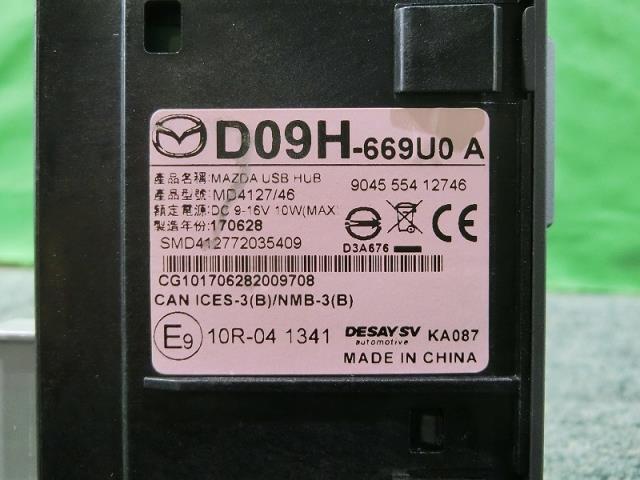 D09H-669U0 A
產品名稱:MAZDA USB HUB
產品型號:MD4127/46
9045 554 12746
額定電源:DC 9-16V 10W(MAX
製造年份:170628
D3A676
SMD412772035409
CG101706282009708
CAN ICES-3(B)/NMB-3(B)
E9 10R-04 1341
DESAY SV
automotive
KA087
MADE IN CHINA